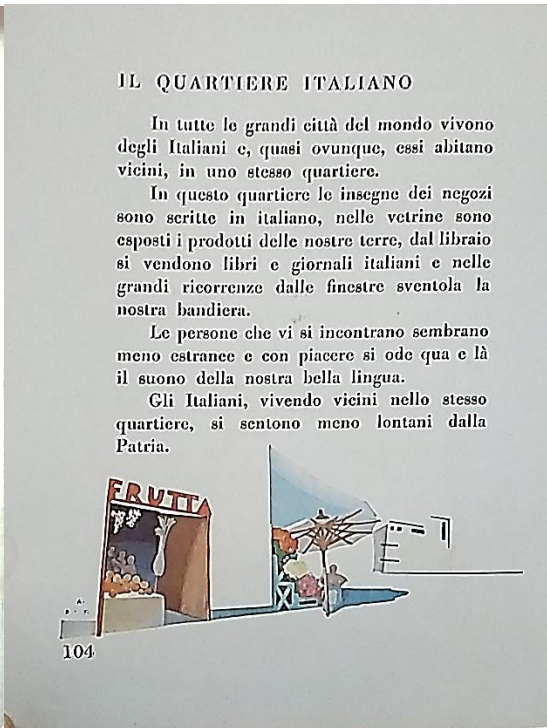 IL QUARTIERE ITALIANO
In tutte le grandi città del mondo vivono
degli Italiani e, quasi ovunque, essi abitano
vicini, in uno stesso quartiere.
In questo quartiere le insegne dei negozi
sono scritte in italiano, nelle vetrine sono
esposti i prodotti delle nostre terre, dal libraio
si vendono libri e giornali italiani e nelle
grandi ricorrenze dalle finestre sventola la
nostra bandiera.
Le persone che vi si incontrano sembrano
meno estranee e con piacere si ode qua e là
il suono della nostra bella lingua.
Gli Italiani, vivendo vicini nello stesso
quartiere, si sentono meno lontani dalla
Patria.
FRUTTA
104